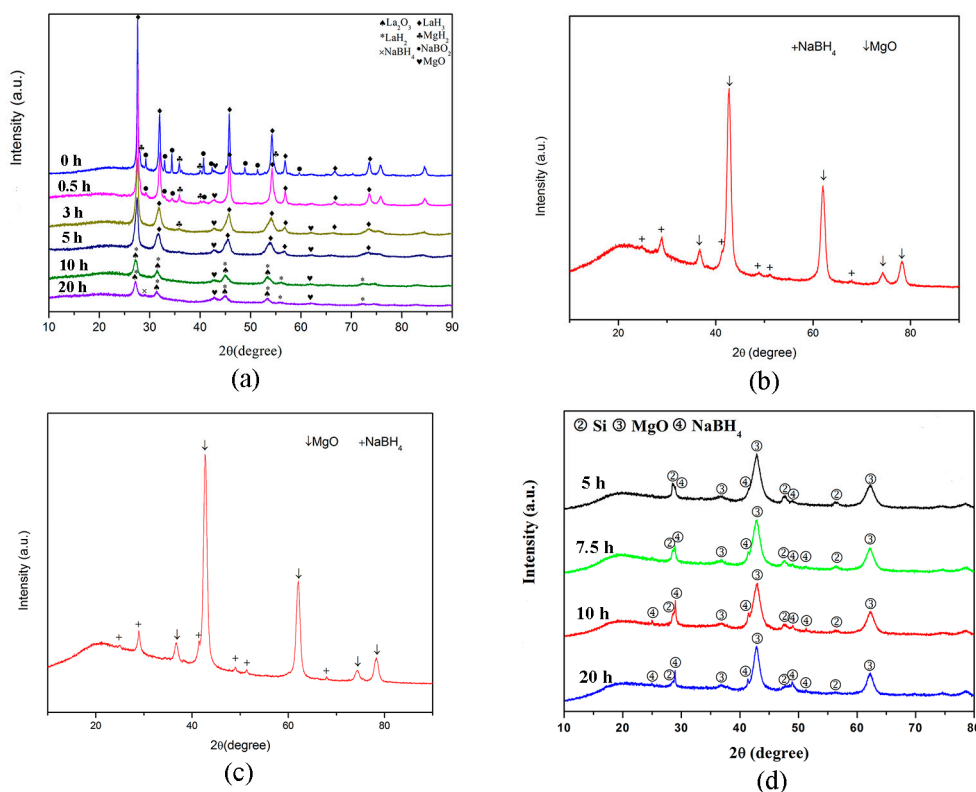 ♠La₂O₃ ♦LaH₃
*LaH₂ ♣MgH₂
×NaBH₄ ●NaBO₂
♥MgO
0 h
0.5 h
3 h
5 h
10 h
20 h
Intensity (a.u.)
10 20 30 40 50 60 70 80 90
2θ(degree)
(a)
+NaBH₄ ↓MgO
Intensity (a.u.)
20 40 60 80
2θ (degree)
(b)
↓MgO +NaBH₄
Intensity (a.u.)
20 40 60 80
2θ(degree)
(c)
② Si ③ MgO ④ NaBH₄
5 h
7.5 h
10 h
20 h
Intensity (a.u.)
10 20 30 40 50 60 70 80
2θ (degree)
(d)